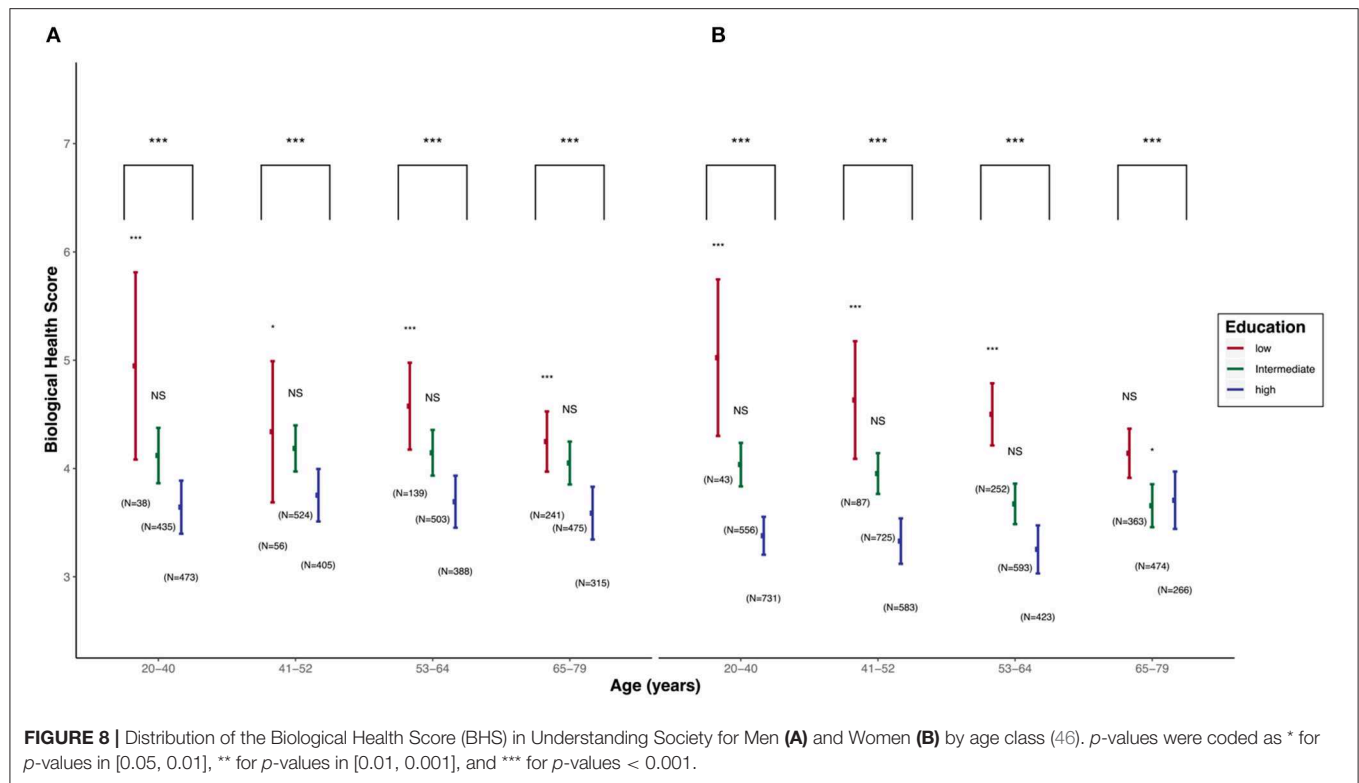 A
B
*** *** *** *** *** *** *** ***
7
6
5
4
3
Biological Health Score
*** * *** *** *** *** *** NS
NS NS NS NS NS NS NS *
(N=38) (N=435) (N=473)
(N=56) (N=524) (N=405)
(N=139) (N=503) (N=388)
(N=241) (N=475) (N=315)
(N=43) (N=556) (N=731)
(N=87) (N=725) (N=583)
(N=252) (N=593) (N=423)
(N=363) (N=474) (N=266)
Education
low
Intermediate
high
20–40 41–52 53–64 65–79 20–40 41–52 53–64 65–79
Age (years)
FIGURE 8 | Distribution of the Biological Health Score (BHS) in Understanding Society for Men (A) and Women (B) by age class (46). p-values were coded as * for
p-values in [0.05, 0.01], ** for p-values in [0.01, 0.001], and *** for p-values < 0.001.